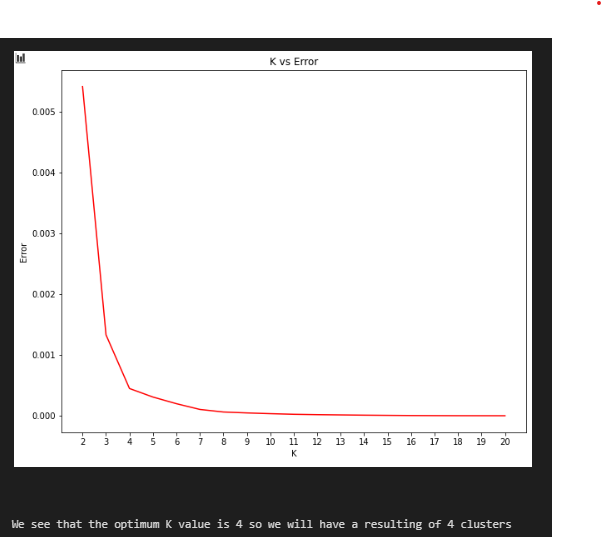 K vs Error
0.005
0.004
0.003
0.002
0.001
0.000
Error
2 3 4 5 6 7 8 9 10 11 12 13 14 15 16 17 18 19 20
K
We see that the optimum K value is 4 so we will have a resulting of 4 clusters